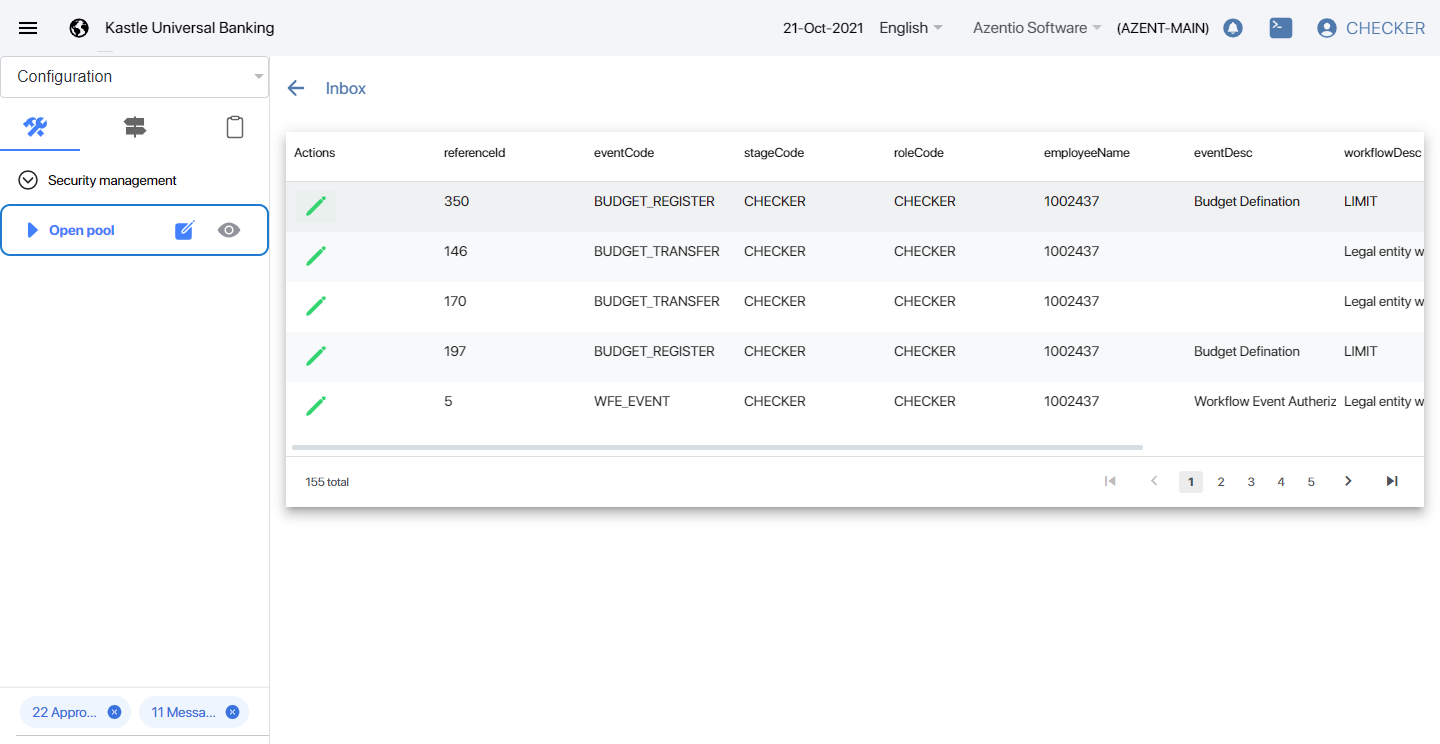 Kastle Universal Banking 21-Oct-2021 English Azentio Software (AZENT-MAIN) CHECKER
Configuration
Inbox
Security management
Open pool
Actions referenceId eventCode stageCode roleCode employeeName eventDesc workflowDesc
350 BUDGET_REGISTER CHECKER CHECKER 1002437 Budget Defination LIMIT
146 BUDGET_TRANSFER CHECKER CHECKER 1002437 Legal entity w
170 BUDGET_TRANSFER CHECKER CHECKER 1002437 Legal entity w
197 BUDGET_REGISTER CHECKER CHECKER 1002437 Budget Defination LIMIT
5 WFE_EVENT CHECKER CHECKER 1002437 Workflow Event Autheriz Legal entity w
155 total 1 2 3 4 5
22 Appro... 11 Messa...